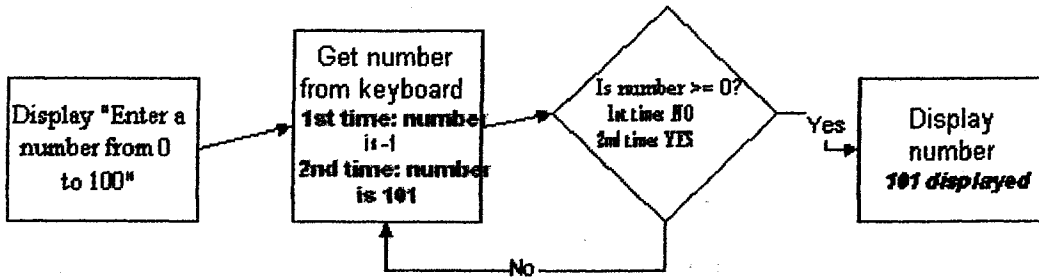 Display "Enter a
number from 0
to 100"
Get number
from keyboard
1st time: number
is -1
2nd time: number
is 101
Is number >= 0?
1st time: NO
2nd time: YES
Yes
No
Display
number
101 displayed